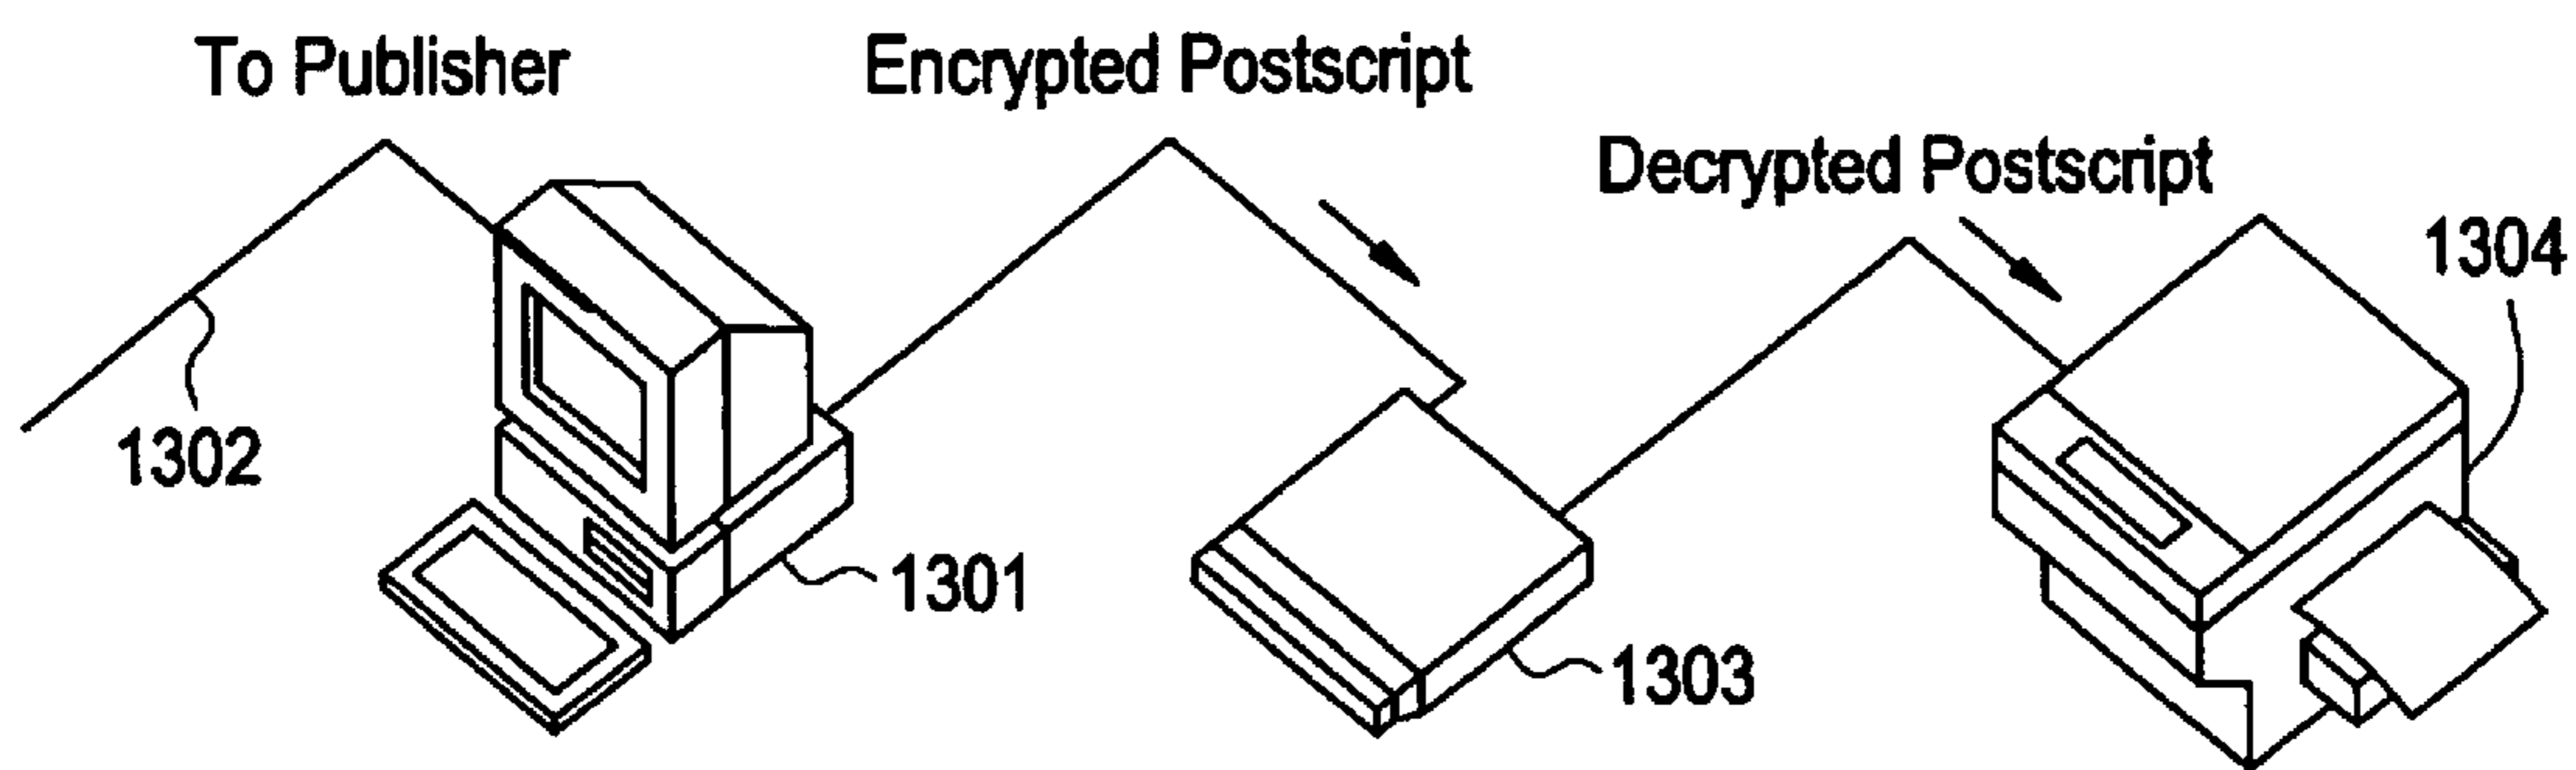 To Publisher
Encrypted Postscript
Decrypted Postscript
1304
1302
1301
1303